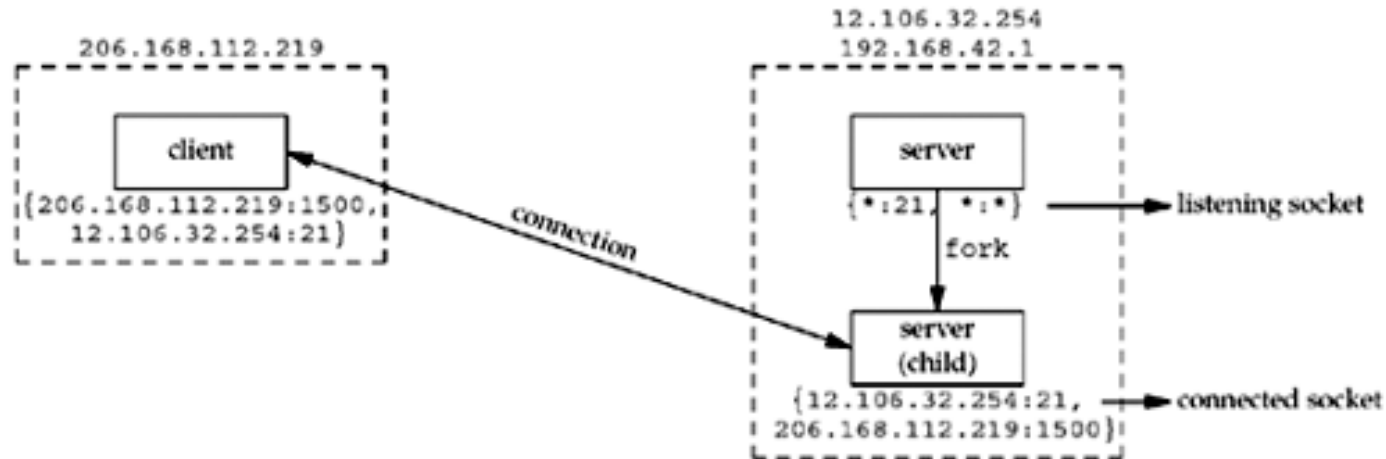 206.168.112.219
client
{206.168.112.219:1500,
12.106.32.254:21}
connection
12.106.32.254
192.168.42.1
server
{*:21, *:*}
listening socket
fork
server
(child)
{12.106.32.254:21,
206.168.112.219:1500}
connected socket